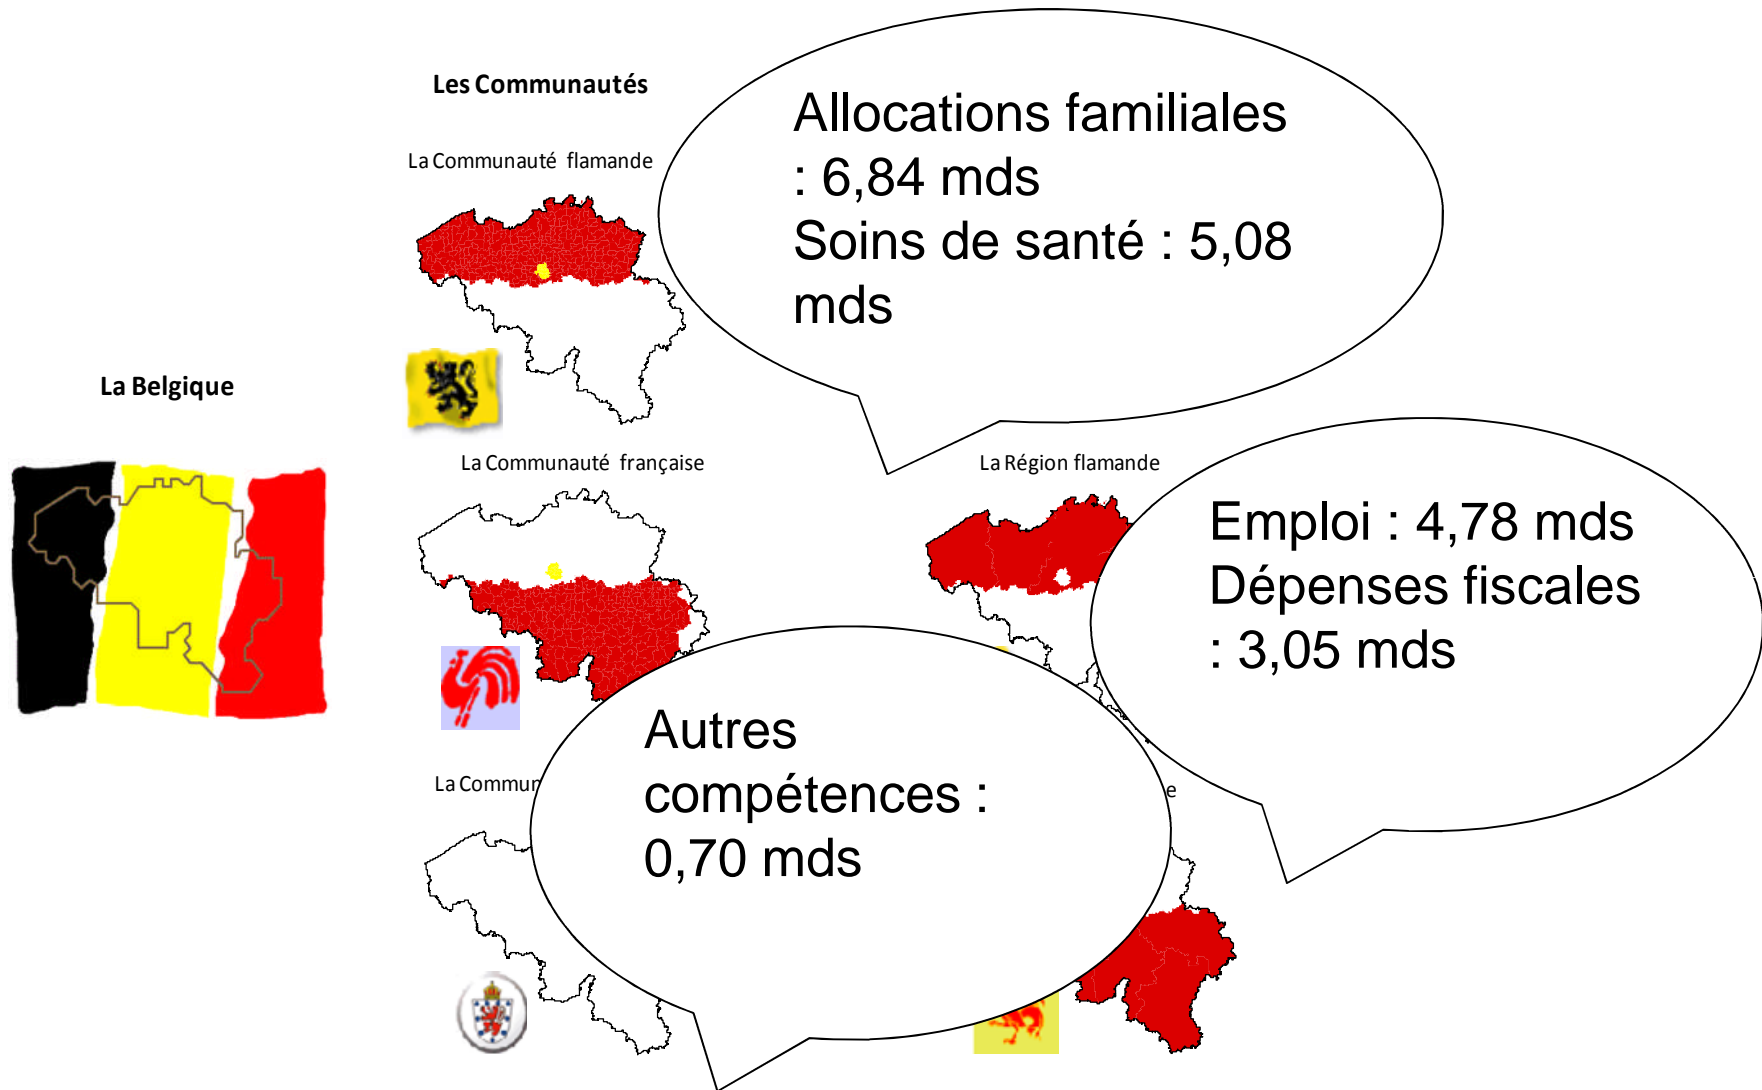 Les Communautés
La Communauté flamande
Allocations familiales
: 6,84 mds
Soins de santé : 5,08
mds
La Belgique
La Communauté française
La Région flamande
Emploi : 4,78 mds
Dépenses fiscales
: 3,05 mds
Autres
compétences :
0,70 mds
La Commun
e